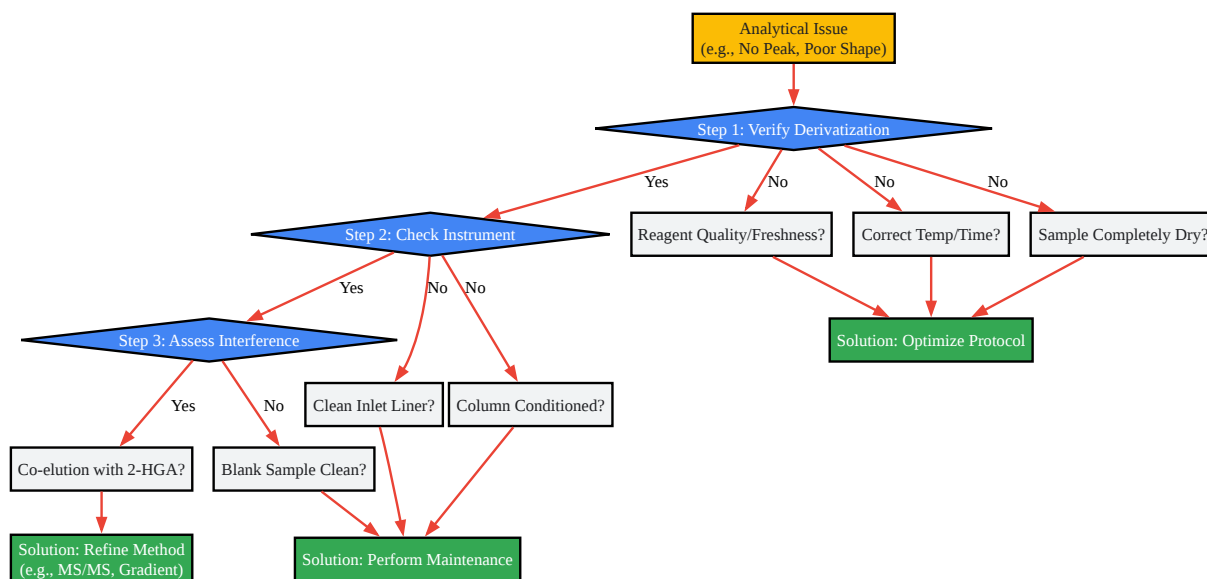 Analytical Issue
(e.g., No Peak, Poor Shape)
Step 1: Verify Derivatization
Yes
No
No
No
Step 2: Check Instrument
Reagent Quality/Freshness?
Correct Temp/Time?
Sample Completely Dry?
Yes
No
No
Step 3: Assess Interference
Solution: Optimize Protocol
Yes
No
Clean Inlet Liner?
Column Conditioned?
Co-elution with 2-HGA?
Blank Sample Clean?
Solution: Refine Method
(e.g., MS/MS, Gradient)
Solution: Perform Maintenance